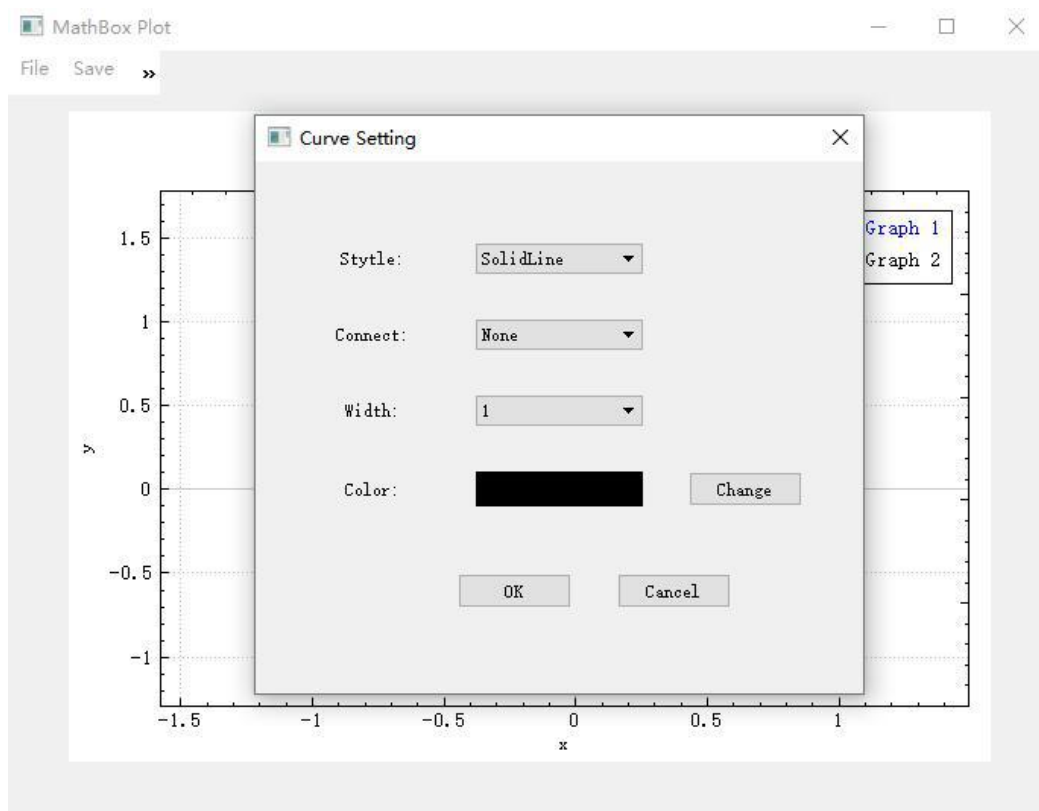 MathBox Plot
File Save »
Curve Setting
Graph 1
Graph 2
Stytle: SolidLine
Connect: None
Width: 1
Color: Change
OK Cancel
1.5
1
0.5
0
-0.5
-1
y
-1.5 -1 -0.5 0 0.5 1
x